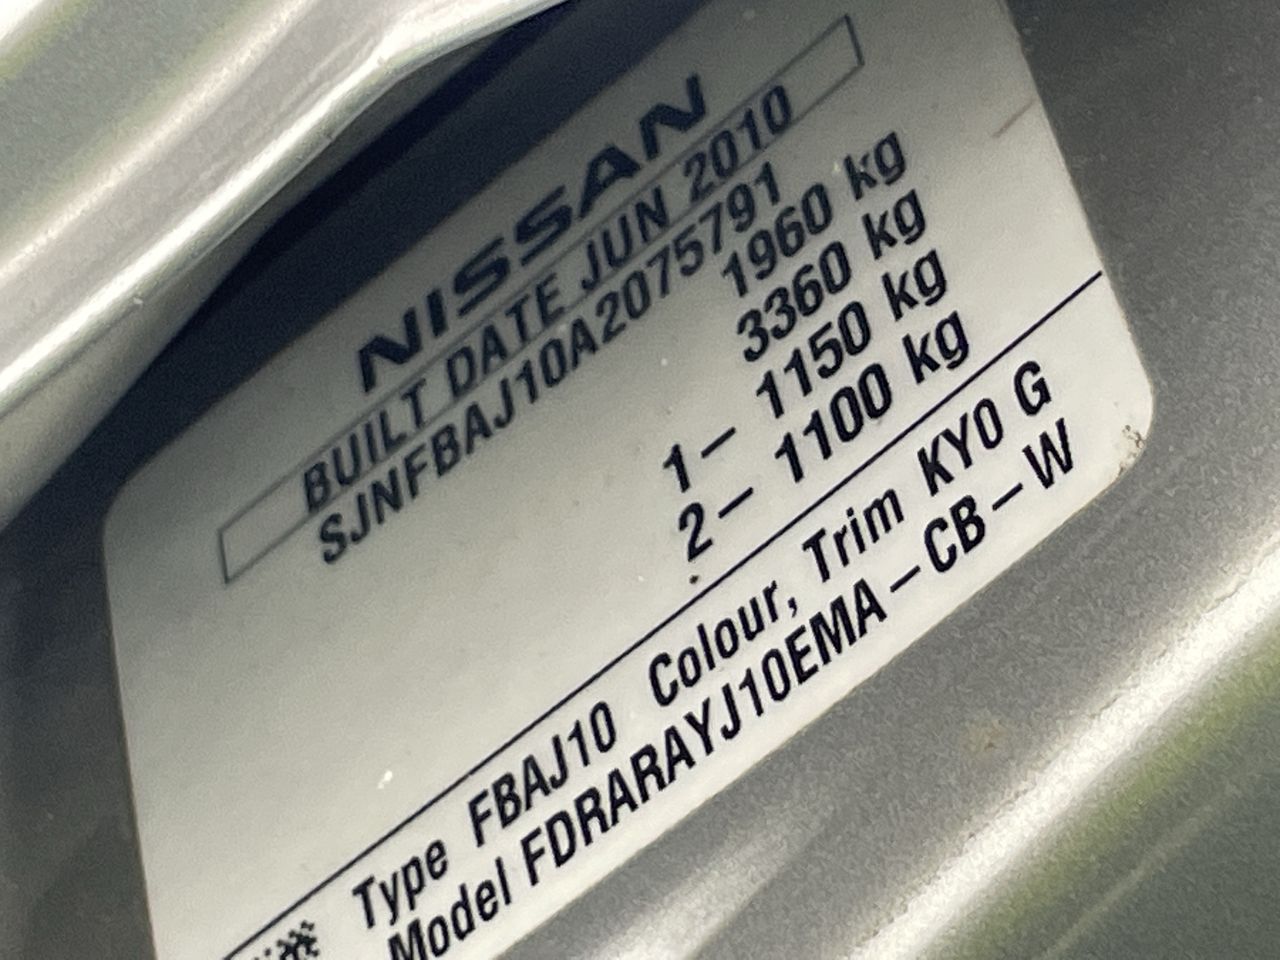 NISSAN
BUILT DATE JUN 2010
SJNFBAJ10A2075791
1960 kg
3360 kg
1– 1150 kg
2– 1100 kg
Type FBAJ10 Colour, Trim KY0 G
Model FDRARAYJ10EMA–CB–W